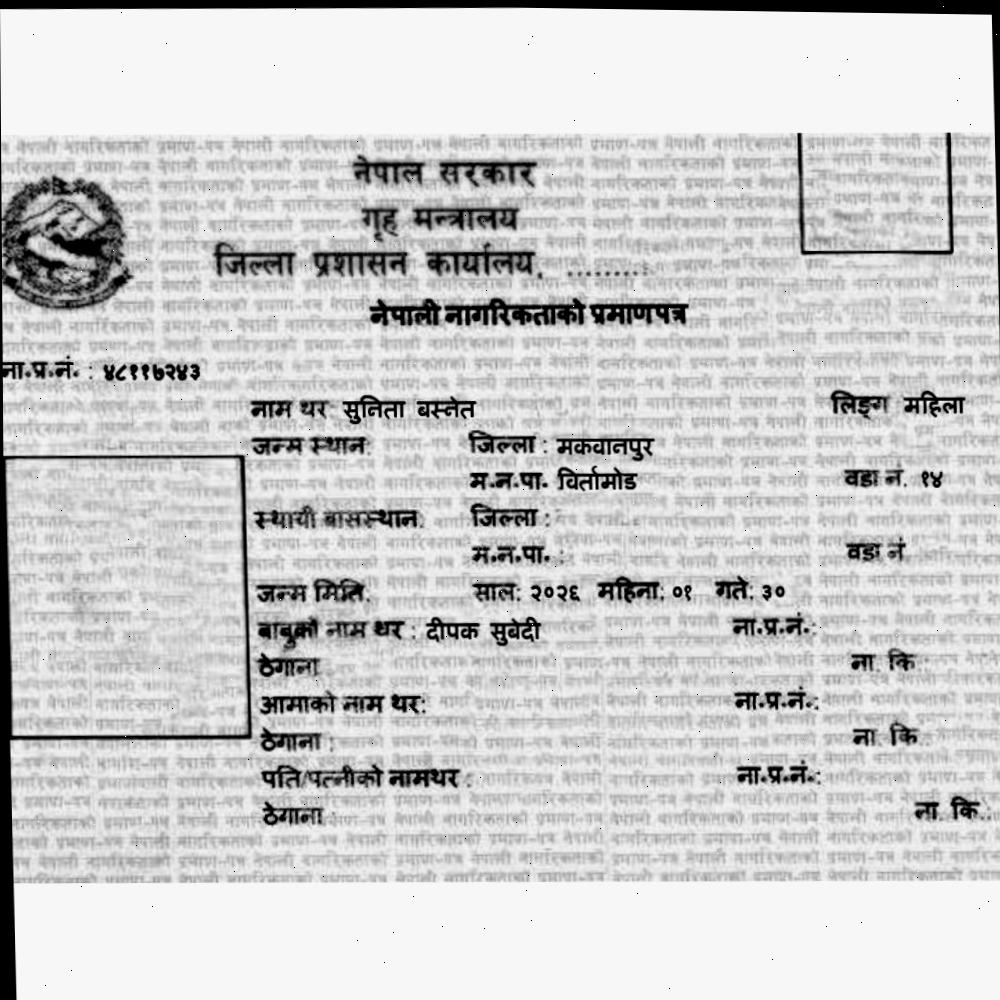 नेपाल सरकार
गृह मन्त्रालय
जिल्ला प्रशासन कार्यालय, .........
नेपाली नागरिकताको प्रमाणपत्र
ना.प्र.नं. : ४८११७२४३
नाम थर: सुनिता बस्नेत लिङ्ग महिला
जन्म स्थान: जिल्ला : मकवानपुर
म.न.पा. विर्तामोड वडा नं. १४
स्थायी बासस्थान: जिल्ला :
म.न.पा. : वडा नं
जन्म मिति: साल: २०२६ महिना: ०१ गते: ३०
बाबुको नाम थर : दीपक सुबेदी ना.प्र.नं.:
ठेगाना ना. कि :
आमाको नाम थर: ना.प्र.नं.:
ठेगाना : ना. कि :
पति/पत्नीको नामथर : ना.प्र.नं.:
ठेगाना : ना. कि :